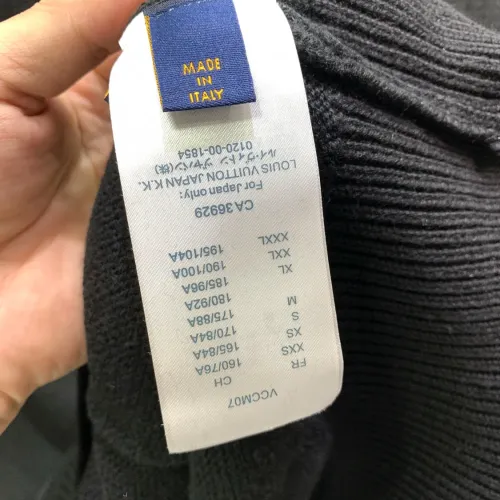 MADE
IN
ITALY
VCCM07
FR CH
XXS 160/76A
XS 165/84A
S 170/84A
M 175/88A
180/92A
XL 185/96A
XXL 190/100A
XXXL 195/104A
CA36929
For Japan only:
LOUIS VUITTON JAPAN K.K.
ルイ・ヴィトン ジャパン(株)
0120-00-1854